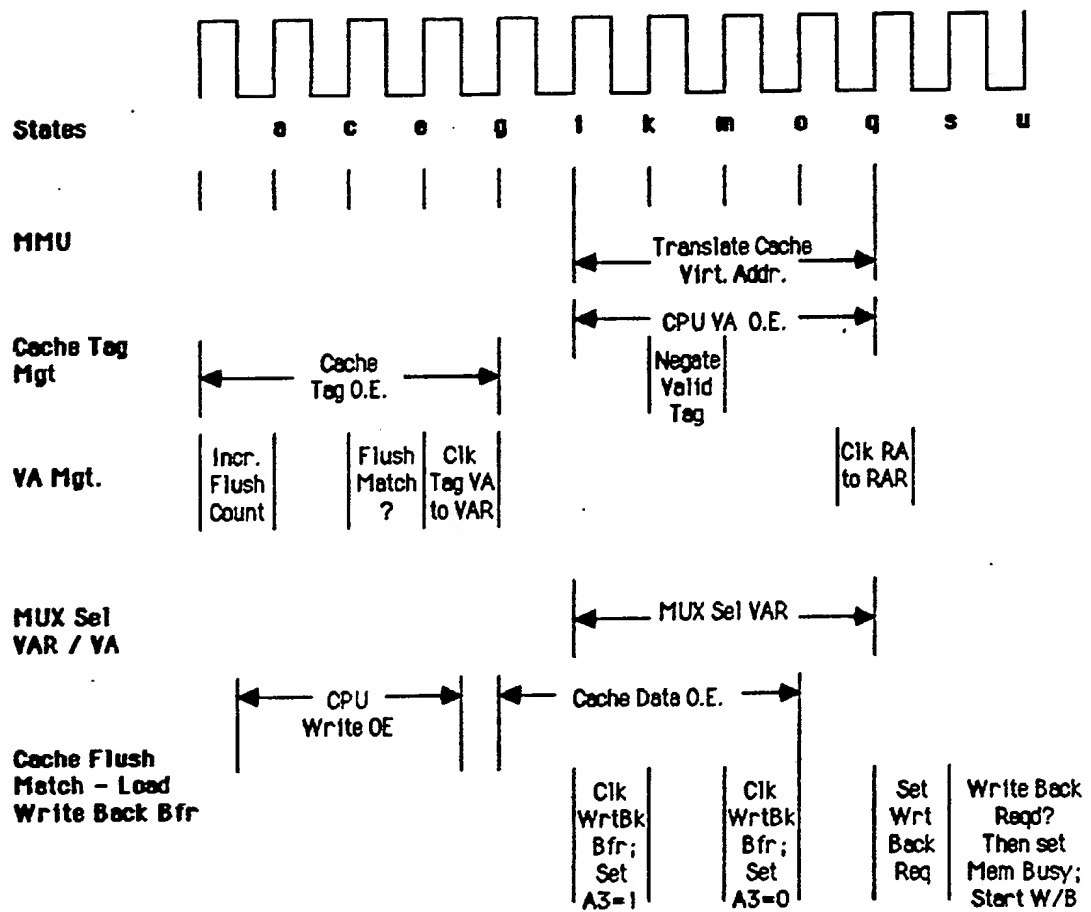 States a c e g i k m o q s u
MMU
Translate Cache
Virt. Addr.
CPU VA O.E.
Cache Tag
Mgt
Cache
Tag O.E.
Negate
Valid
Tag
VA Mgt.
Incr.
Flush
Count
Flush
Match
?
Clk
Tag VA
to VAR
Clk RA
to RAR
MUX Sel
VAR / VA
MUX Sel VAR
CPU
Write OE
Cache Data O.E.
Cache Flush
Match - Load
Write Back Bfr
Clk
WrtBk
Bfr;
Set
A3=1
Clk
WrtBk
Bfr;
Set
A3=0
Set
Wrt
Back
Req
Write Back
Reqd?
Then set
Mem Busy;
Start W/B